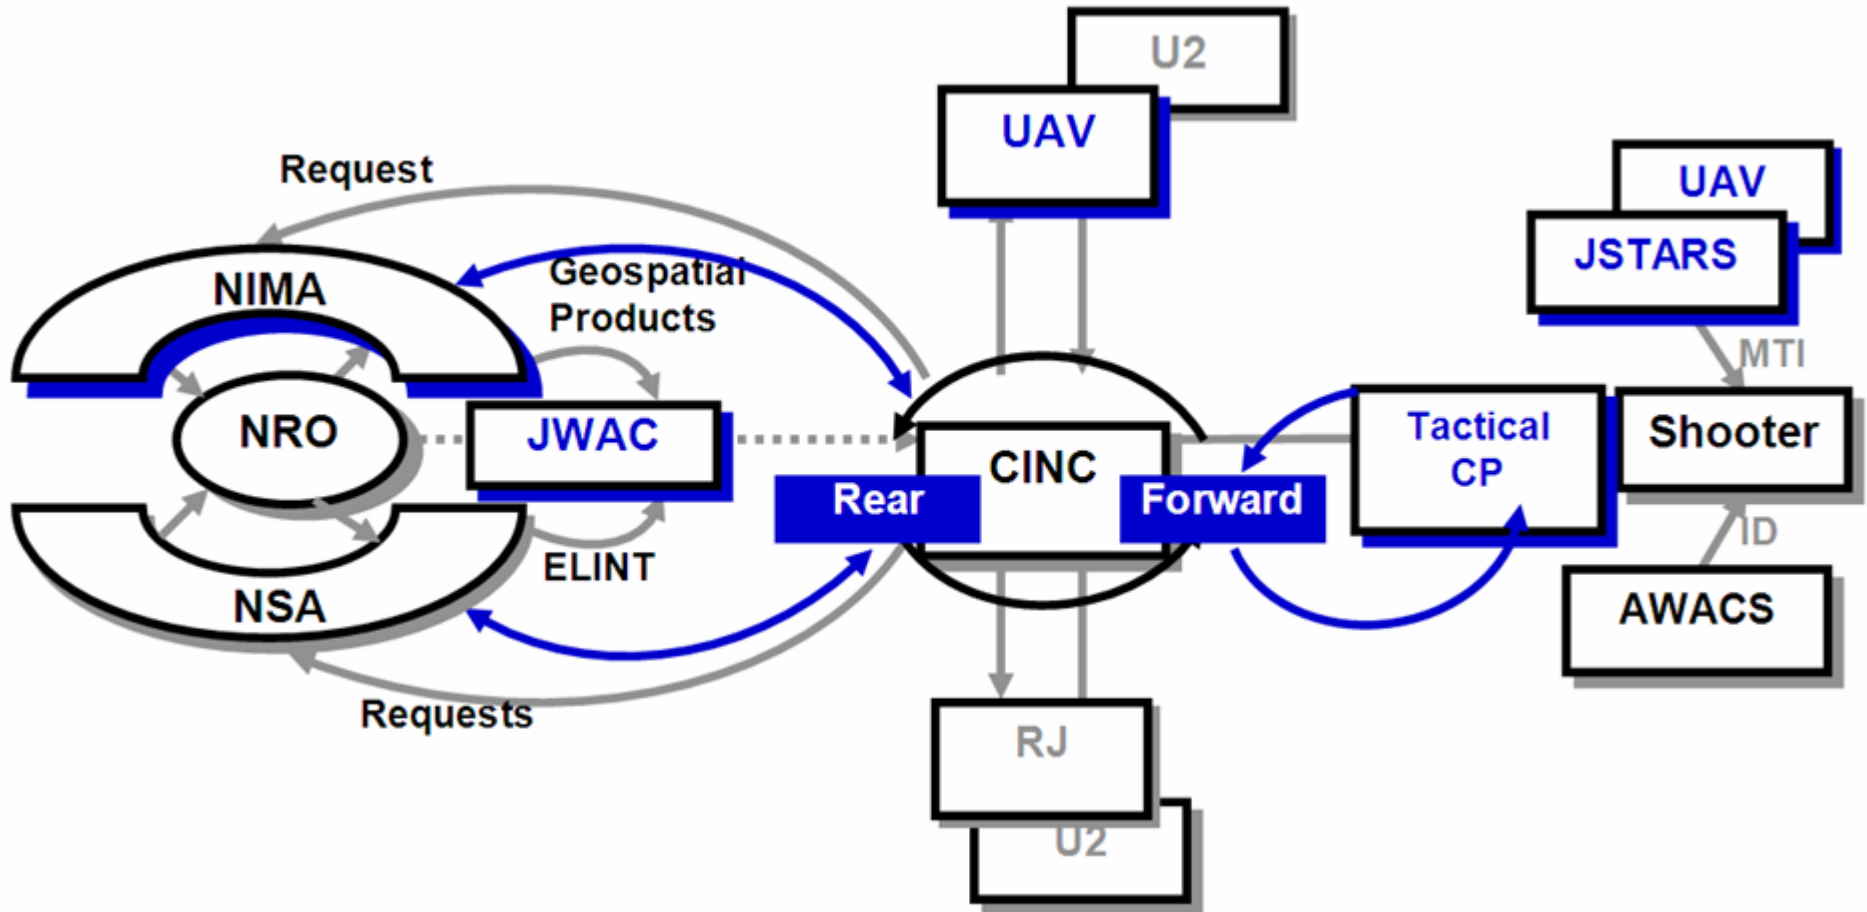 U2
UAV
Request
UAV
JSTARS
NIMA
Geospatial
Products
MTI
NRO
JWAC
CINC
Tactical
CP
Shooter
Rear
Forward
ID
ELINT
NSA
AWACS
Requests
RJ
U2